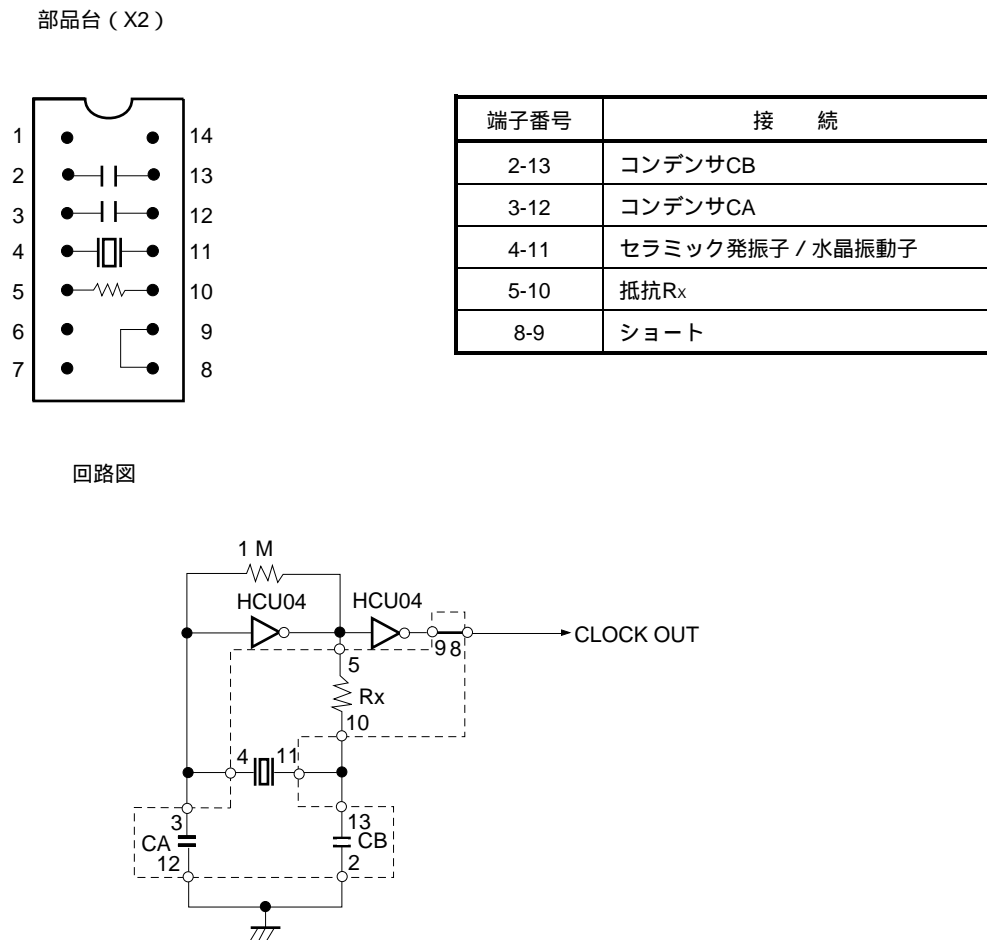 部品台（X2）
1 14
2 13
3 12
4 11
5 10
6 9
7 8
端子番号 接　続
2-13 コンデンサCB
3-12 コンデンサCA
4-11 セラミック発振子／水晶振動子
5-10 抵抗Rx
8-9 ショート
回路図
1 M
HCU04 HCU04
9 8 CLOCK OUT
5
Rx
10
4 11
3 13
CA CB
12 2